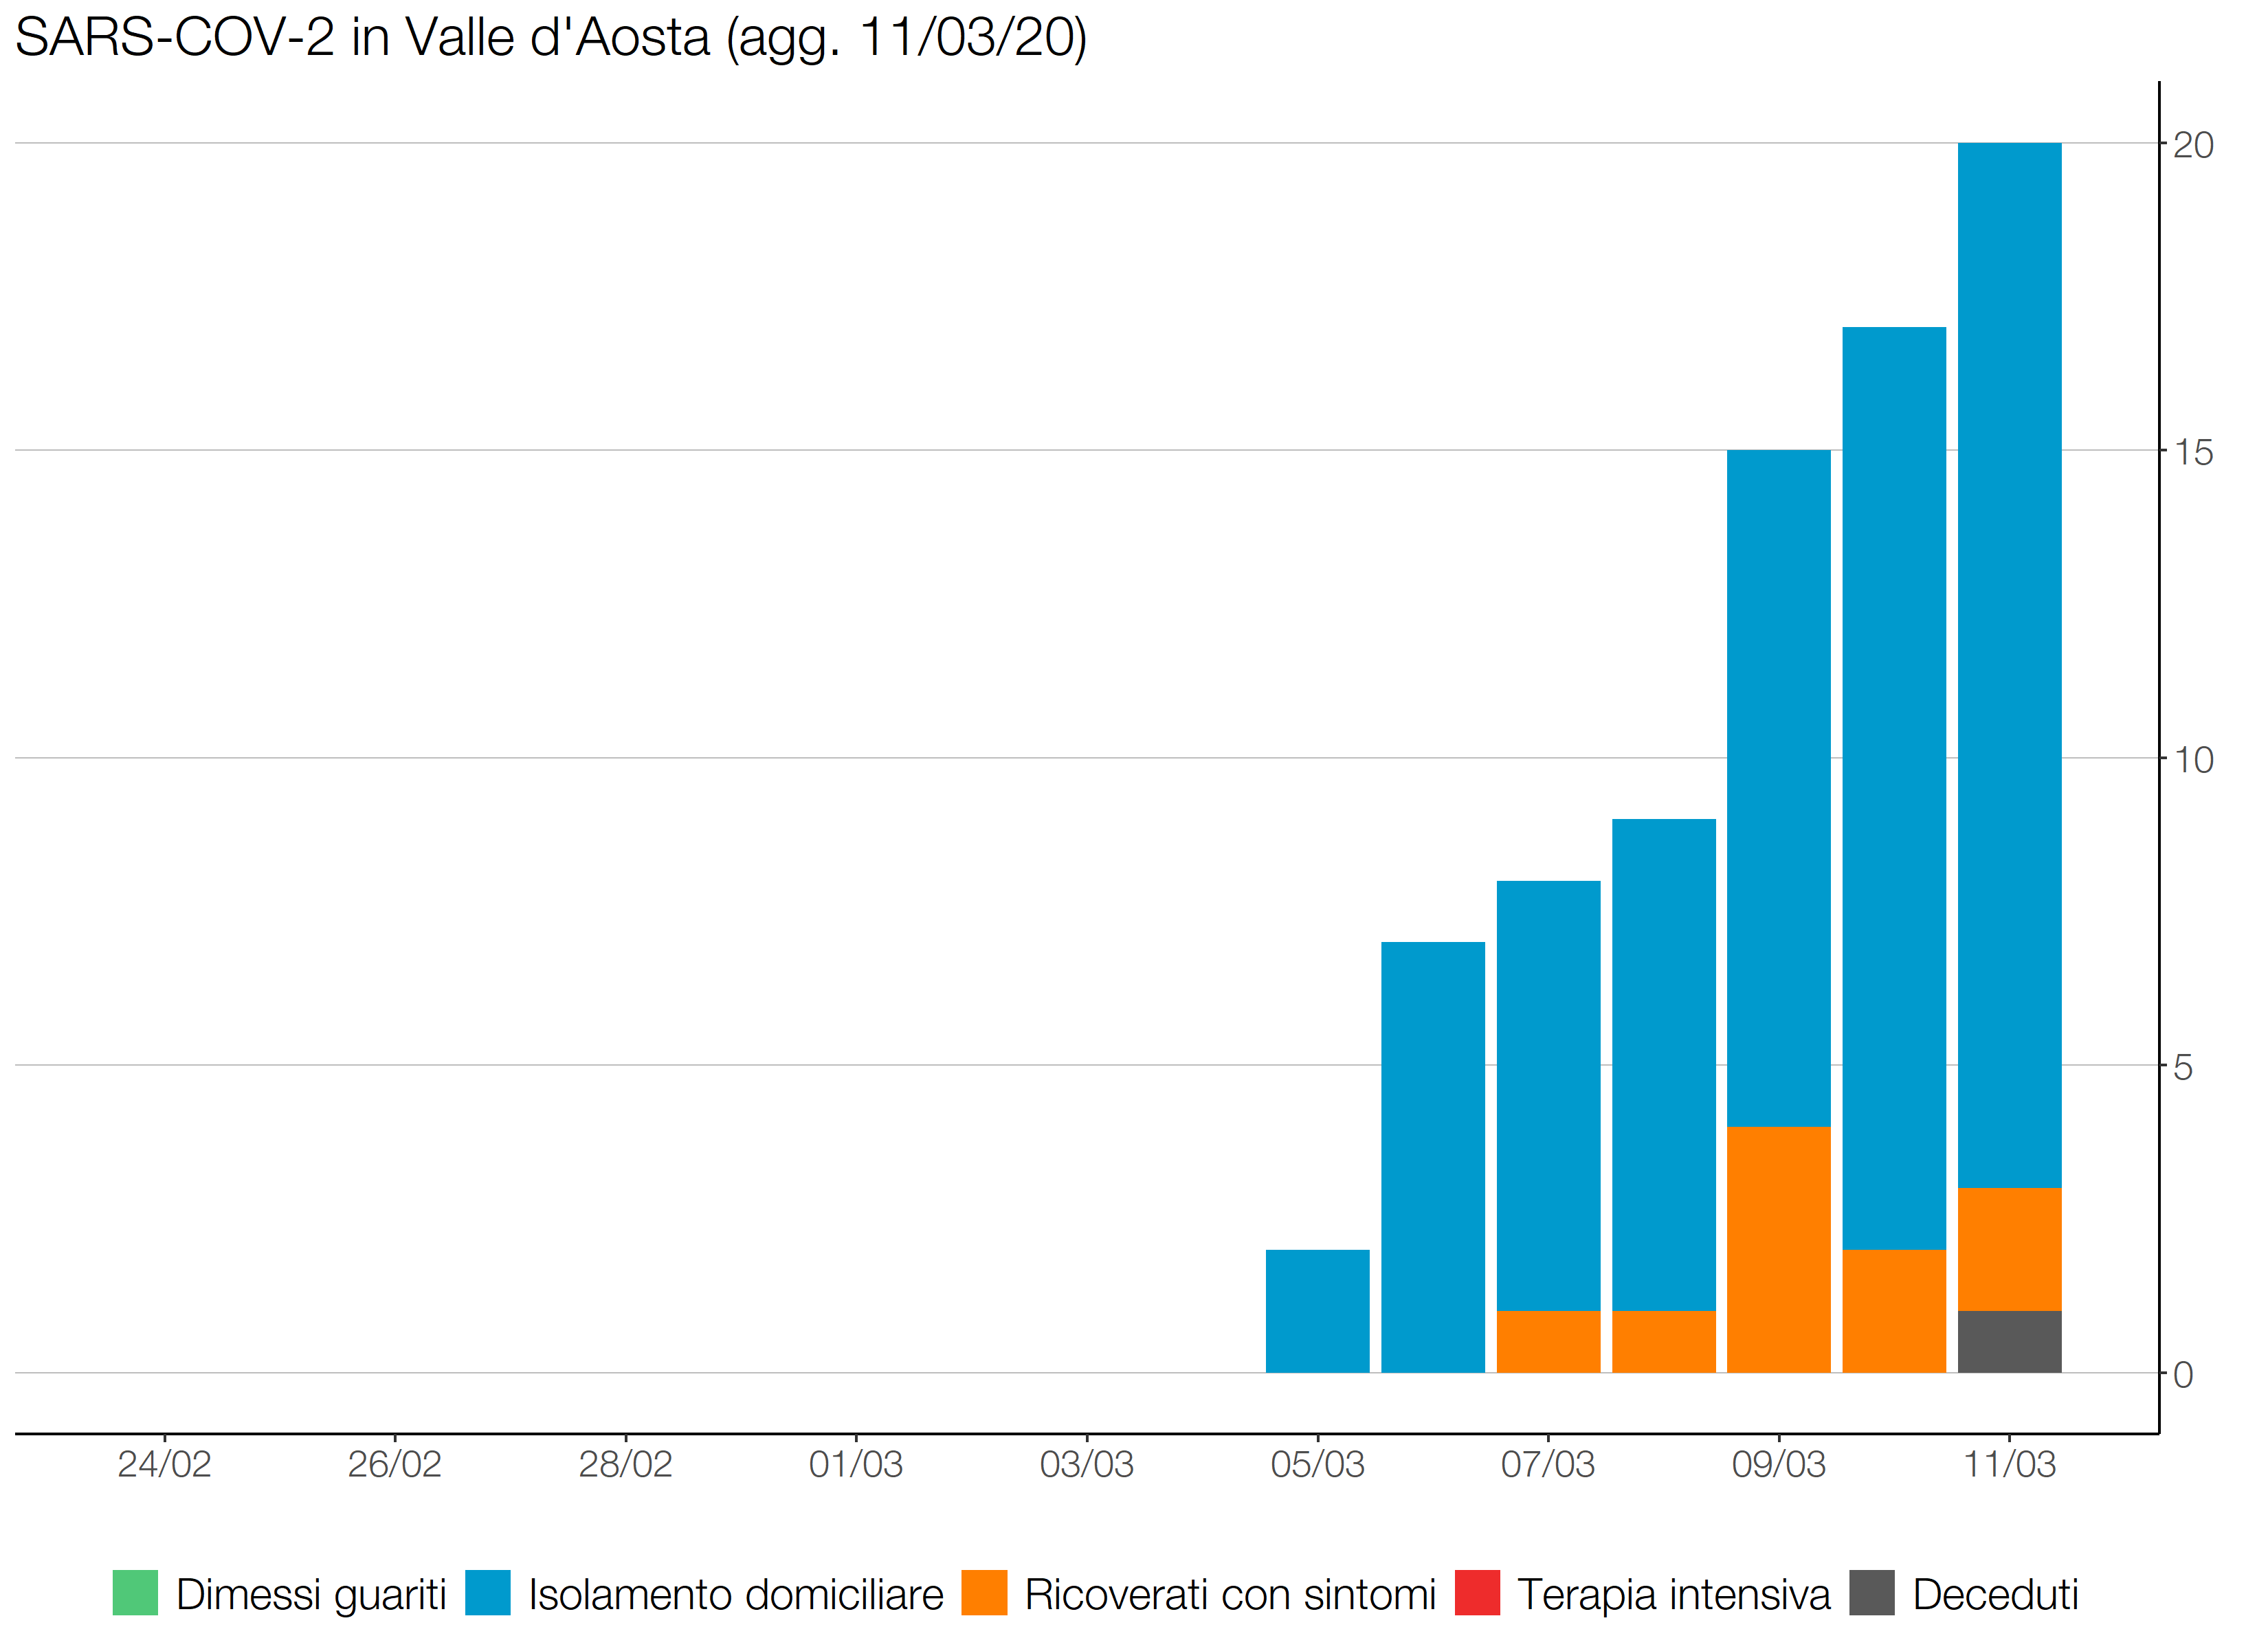 SARS-COV-2 in Valle d'Aosta (agg. 11/03/20)
20
15
10
5
0
24/02 26/02 28/02 01/03 03/03 05/03 07/03 09/03 11/03
Dimessi guariti Isolamento domiciliare Ricoverati con sintomi Terapia intensiva Deceduti